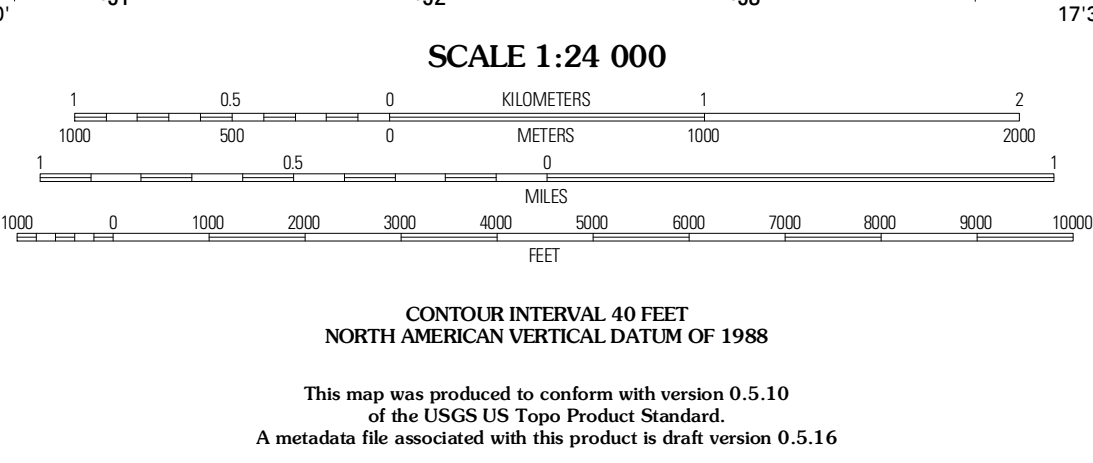 17'3
SCALE 1:24 000
1 0.5 0 KILOMETERS 1 2
1000 500 0 METERS 1000 2000
1 0.5 0 1
MILES
1000 0 1000 2000 3000 4000 5000 6000 7000 8000 9000 10000
FEET
CONTOUR INTERVAL 40 FEET
NORTH AMERICAN VERTICAL DATUM OF 1988
This map was produced to conform with version 0.5.10
of the USGS US Topo Product Standard.
A metadata file associated with this product is draft version 0.5.16